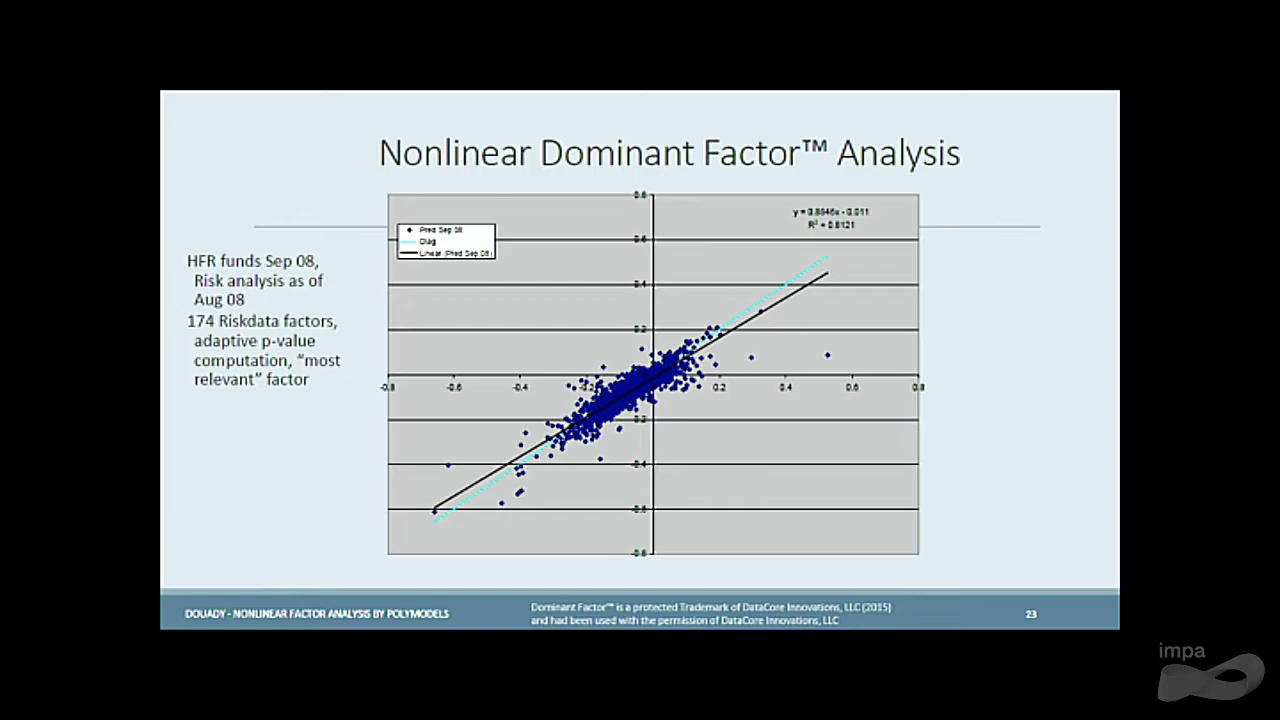 Nonlinear Dominant Factor™ Analysis
HFR funds Sep 08,
Risk analysis as of
Aug 08
174 Riskdata factors,
adaptive p-value
computation, “most
relevant” factor
Pred Sep 08
Diag
Linear (Pred Sep 08)
R² = 0.8121
0.8
0.6
0.4
0.2
-0.8
-0.6
-0.4
-0.2
0.2
0.4
0.6
0.8
-0.2
-0.4
-0.6
-0.8
DOUADY - NONLINEAR FACTOR ANALYSIS BY POLYMODELS
Dominant Factor™ is a protected Trademark of DataCore Innovations, LLC (2015)
and had been used with the permission of DataCore Innovations, LLC
23
impa